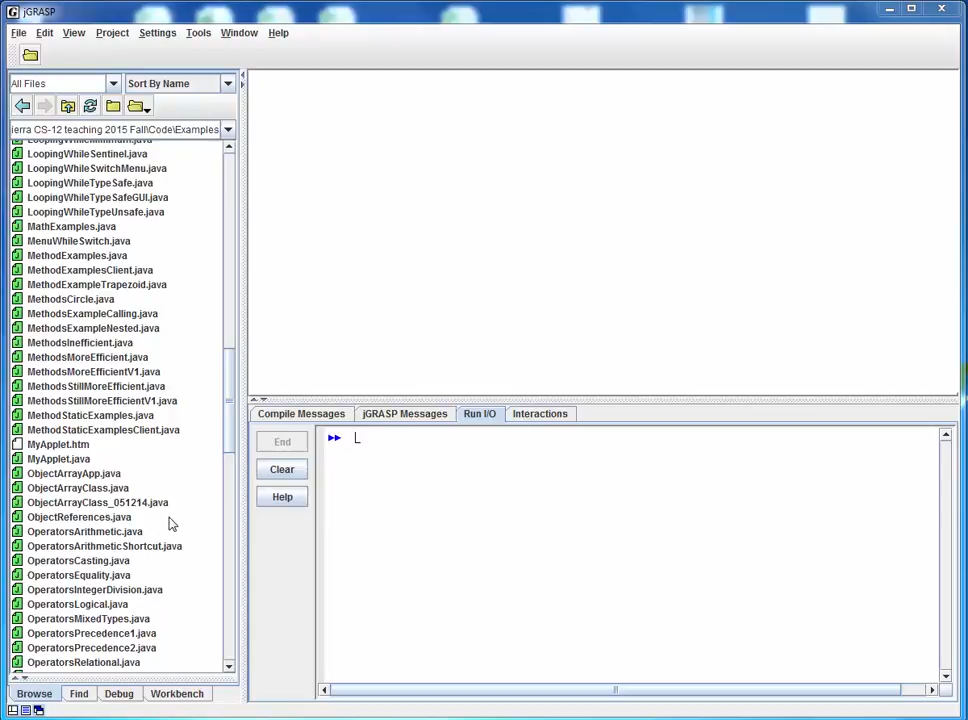 jGRASP
File Edit View Project Settings Tools Window Help
All Files Sort By Name
ierra CS-12 teaching 2015 Fall\Code\Examples
LoopingWhileMinimum.java
LoopingWhileSentinel.java
LoopingWhileSwitchMenu.java
LoopingWhileTypeSafe.java
LoopingWhileTypeSafeGUI.java
LoopingWhileTypeUnsafe.java
MathExamples.java
MenuWhileSwitch.java
MethodExamples.java
MethodExamplesClient.java
MethodExampleTrapezoid.java
MethodsCircle.java
MethodsExampleCalling.java
MethodsExampleNested.java
MethodsInefficient.java
MethodsMoreEfficient.java
MethodsMoreEfficientV1.java
MethodsStillMoreEfficient.java
MethodsStillMoreEfficientV1.java
MethodStaticExamples.java
MethodStaticExamplesClient.java
MyApplet.htm
MyApplet.java
ObjectArrayApp.java
ObjectArrayClass.java
ObjectArrayClass_051214.java
ObjectReferences.java
OperatorsArithmetic.java
OperatorsArithmeticShortcut.java
OperatorsCasting.java
OperatorsEquality.java
OperatorsIntegerDivision.java
OperatorsLogical.java
OperatorsMixedTypes.java
OperatorsPrecedence1.java
OperatorsPrecedence2.java
OperatorsRelational.java
Browse Find Debug Workbench
Compile Messages jGRASP Messages Run I/O Interactions
End
Clear
Help